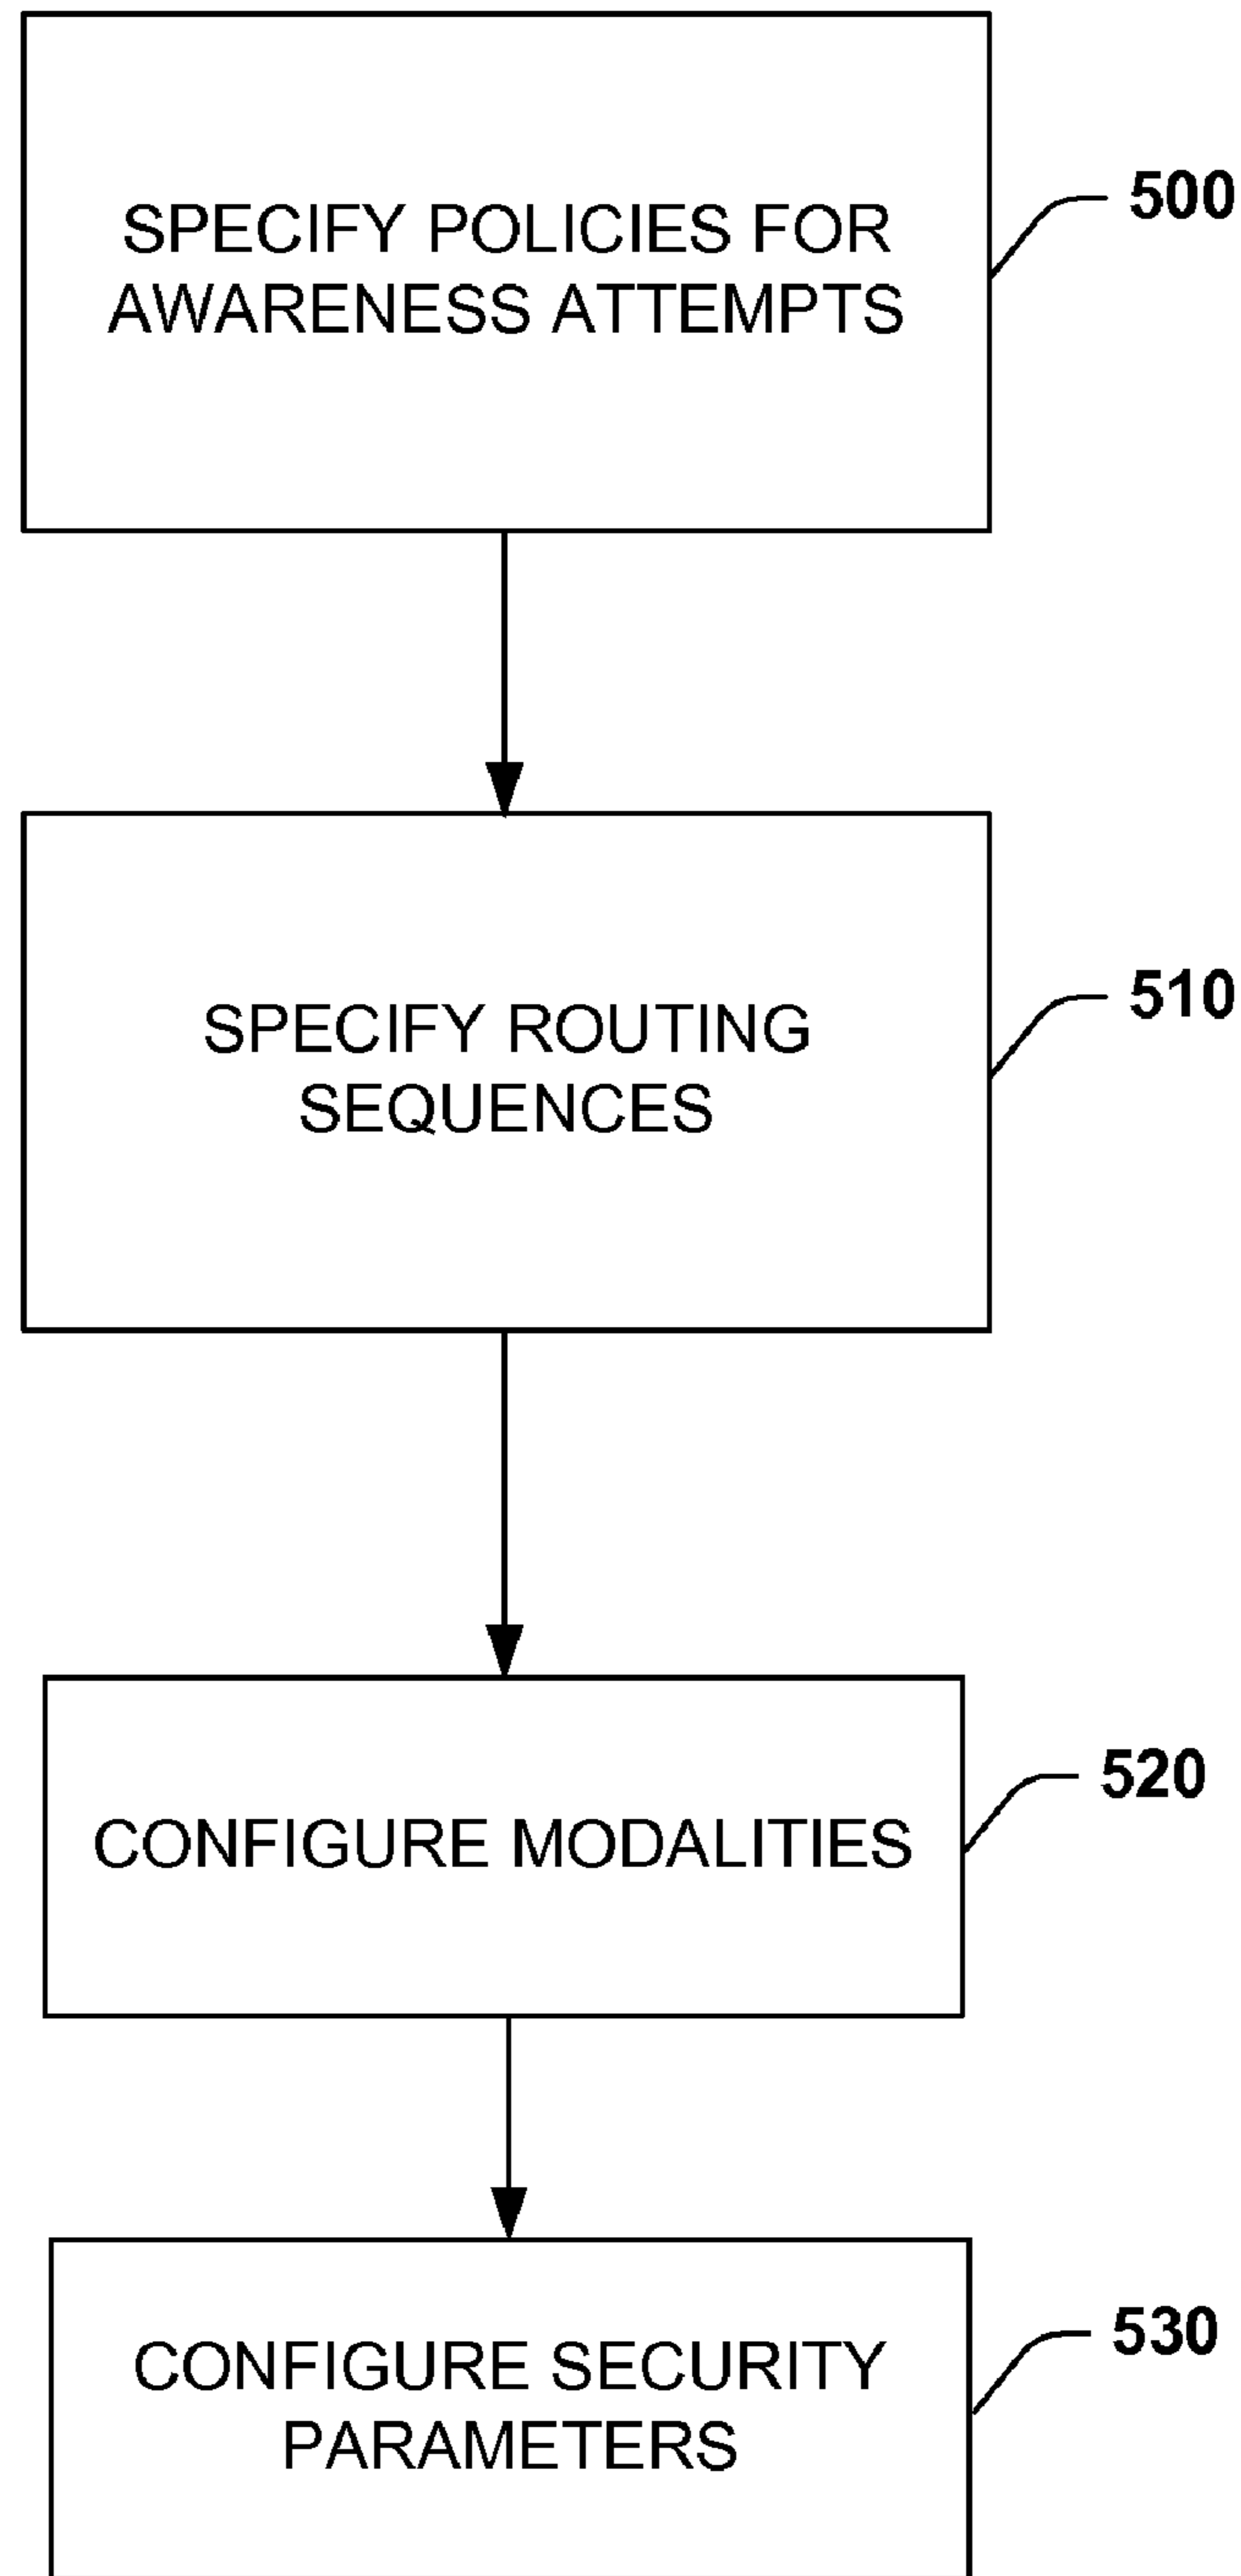 SPECIFY POLICIES FOR
AWARENESS ATTEMPTS
500
SPECIFY ROUTING
SEQUENCES
510
CONFIGURE MODALITIES
520
CONFIGURE SECURITY
PARAMETERS
530